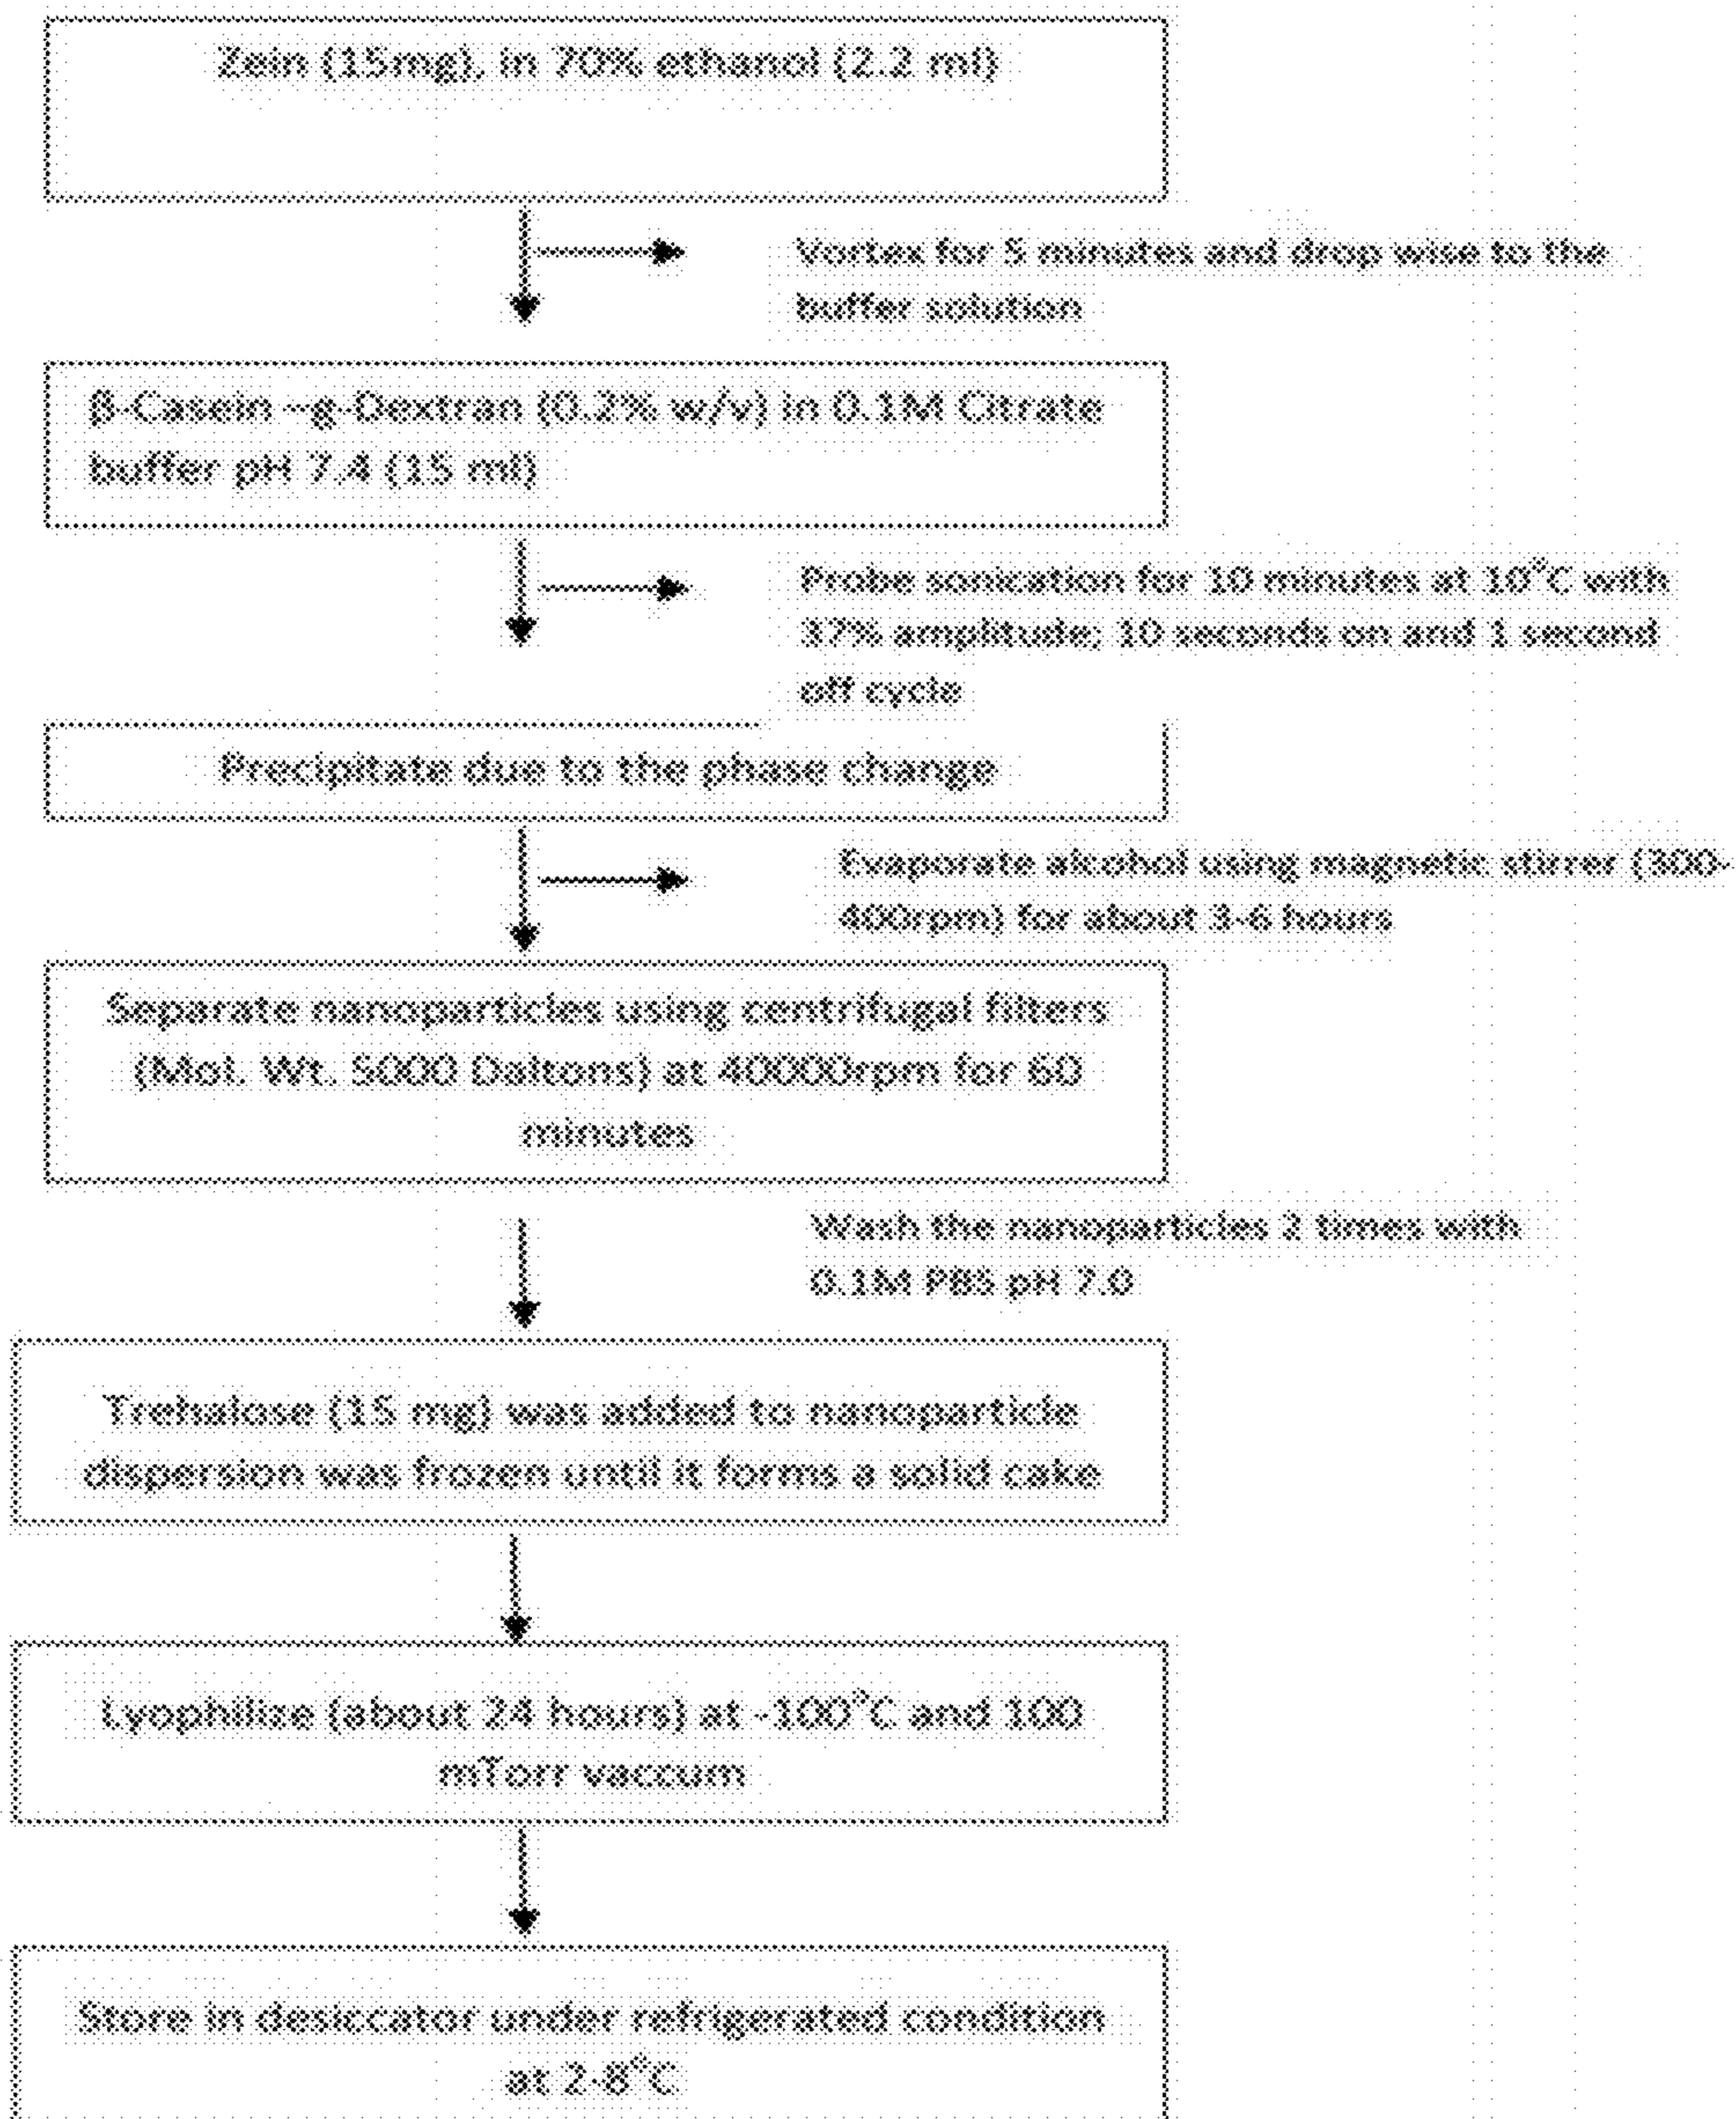 Zein (15mg), in 70% ethanol (2.2 ml)
Vortex for 5 minutes and drop wise to the
buffer solution
β-Casein –g-Dextran (0.2% w/v) in 0.1M Citrate
buffer pH 7.4 (15 ml)
Probe sonication for 10 minutes at 10°C with
37% amplitude; 10 seconds on and 1 second
off cycle
Precipitate due to the phase change
Evaporate alcohol using magnetic stirrer (300-
400rpm) for about 3-6 hours
Separate nanoparticles using centrifugal filters
(Mol. Wt. 5000 Daltons) at 40000rpm for 60
minutes
Wash the nanoparticles 2 times with
0.1M PBS pH 7.0
Trehalose (15 mg) was added to nanoparticle
dispersion was frozen until it forms a solid cake
Lyophilize (about 24 hours) at -100°C and 100
mTorr vaccum
Store in desiccator under refrigerated condition
at 2-8°C